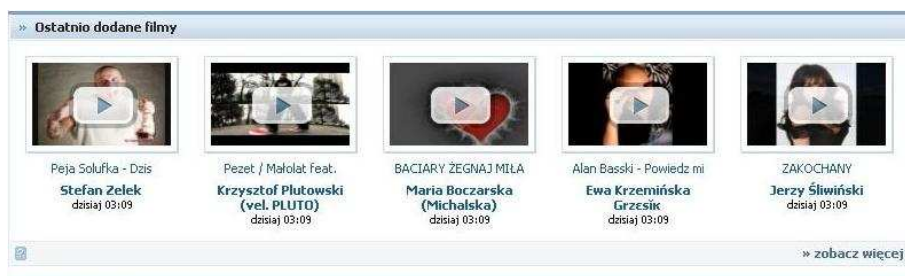 » Ostatnio dodane filmy
Peja Solufka - Dzis
Stefan Zelek
dzisiaj 03:09
Pezet / Małolat feat.
Krzysztof Plutowski
(vel. PLUTO)
dzisiaj 03:09
BACIARY ŻEGNAJ MIŁA
Maria Boczarska
(Michalska)
dzisiaj 03:09
Alan Basski - Powiedz mi
Ewa Krzemińska
Grzesik
dzisiaj 03:09
ZAKOCHANY
Jerzy Śliwiński
dzisiaj 03:09
» zobacz więcej